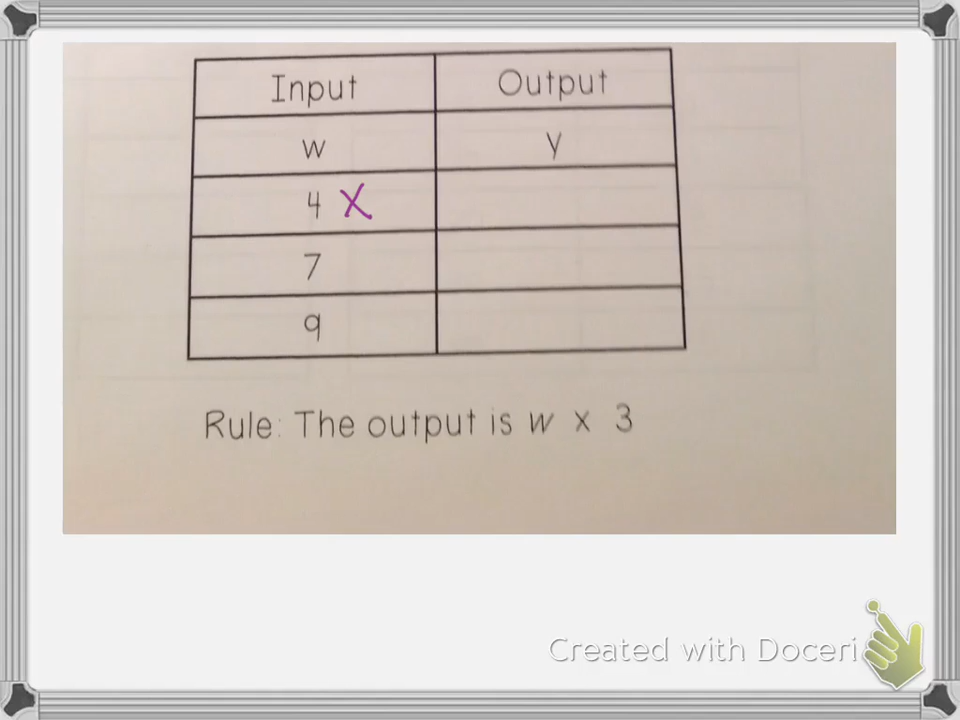 Input Output
w y
4 X
7
9
Rule: The output is w x 3
Created with Doceri